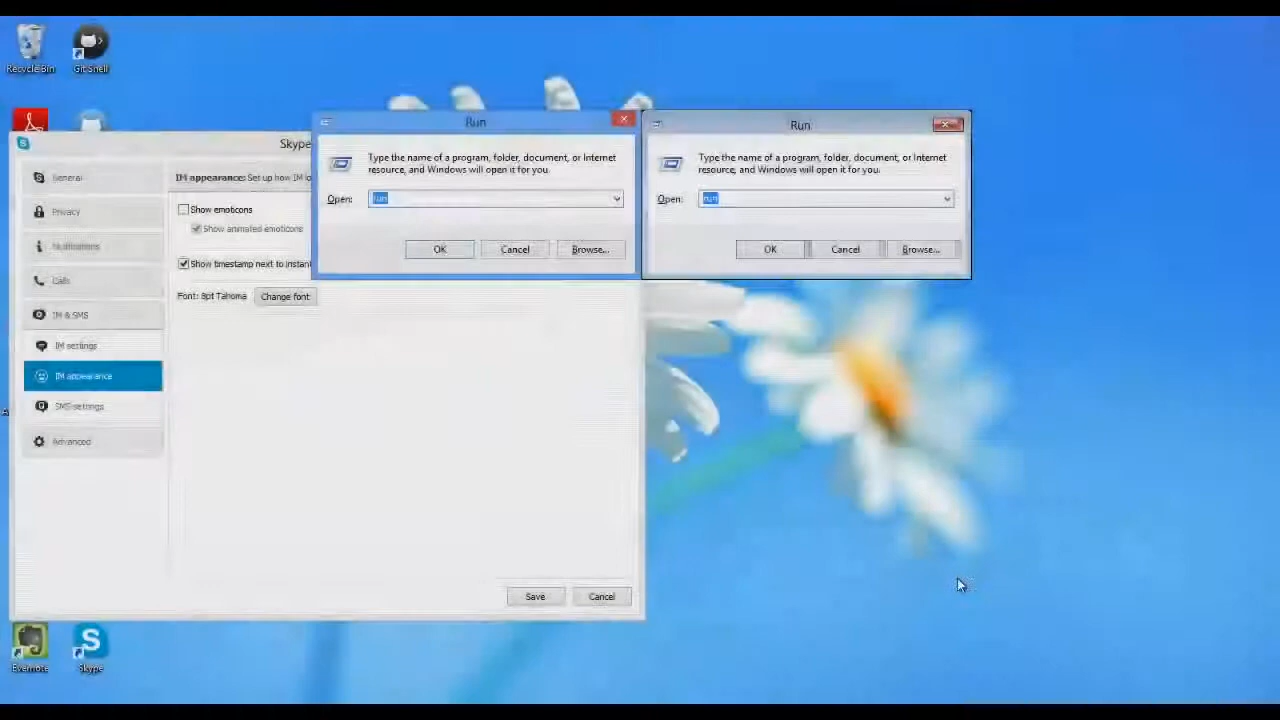 Recycle Bin
Git Shell
Skype
General
Privacy
Notifications
Calls
IM & SMS
IM settings
IM appearance
SMS settings
Advanced
IM appearance: Set up how IM lo
Show emoticons
Show animated emoticons
Show timestamp next to instan
Font: 8pt Tahoma
Change font
Save
Cancel
Run
Type the name of a program, folder, document, or Internet
resource, and Windows will open it for you.
Open:
run
OK
Cancel
Browse...
Run
Type the name of a program, folder, document, or Internet
resource, and Windows will open it for you.
Open:
run
OK
Cancel
Browse...
Evernote
Skype